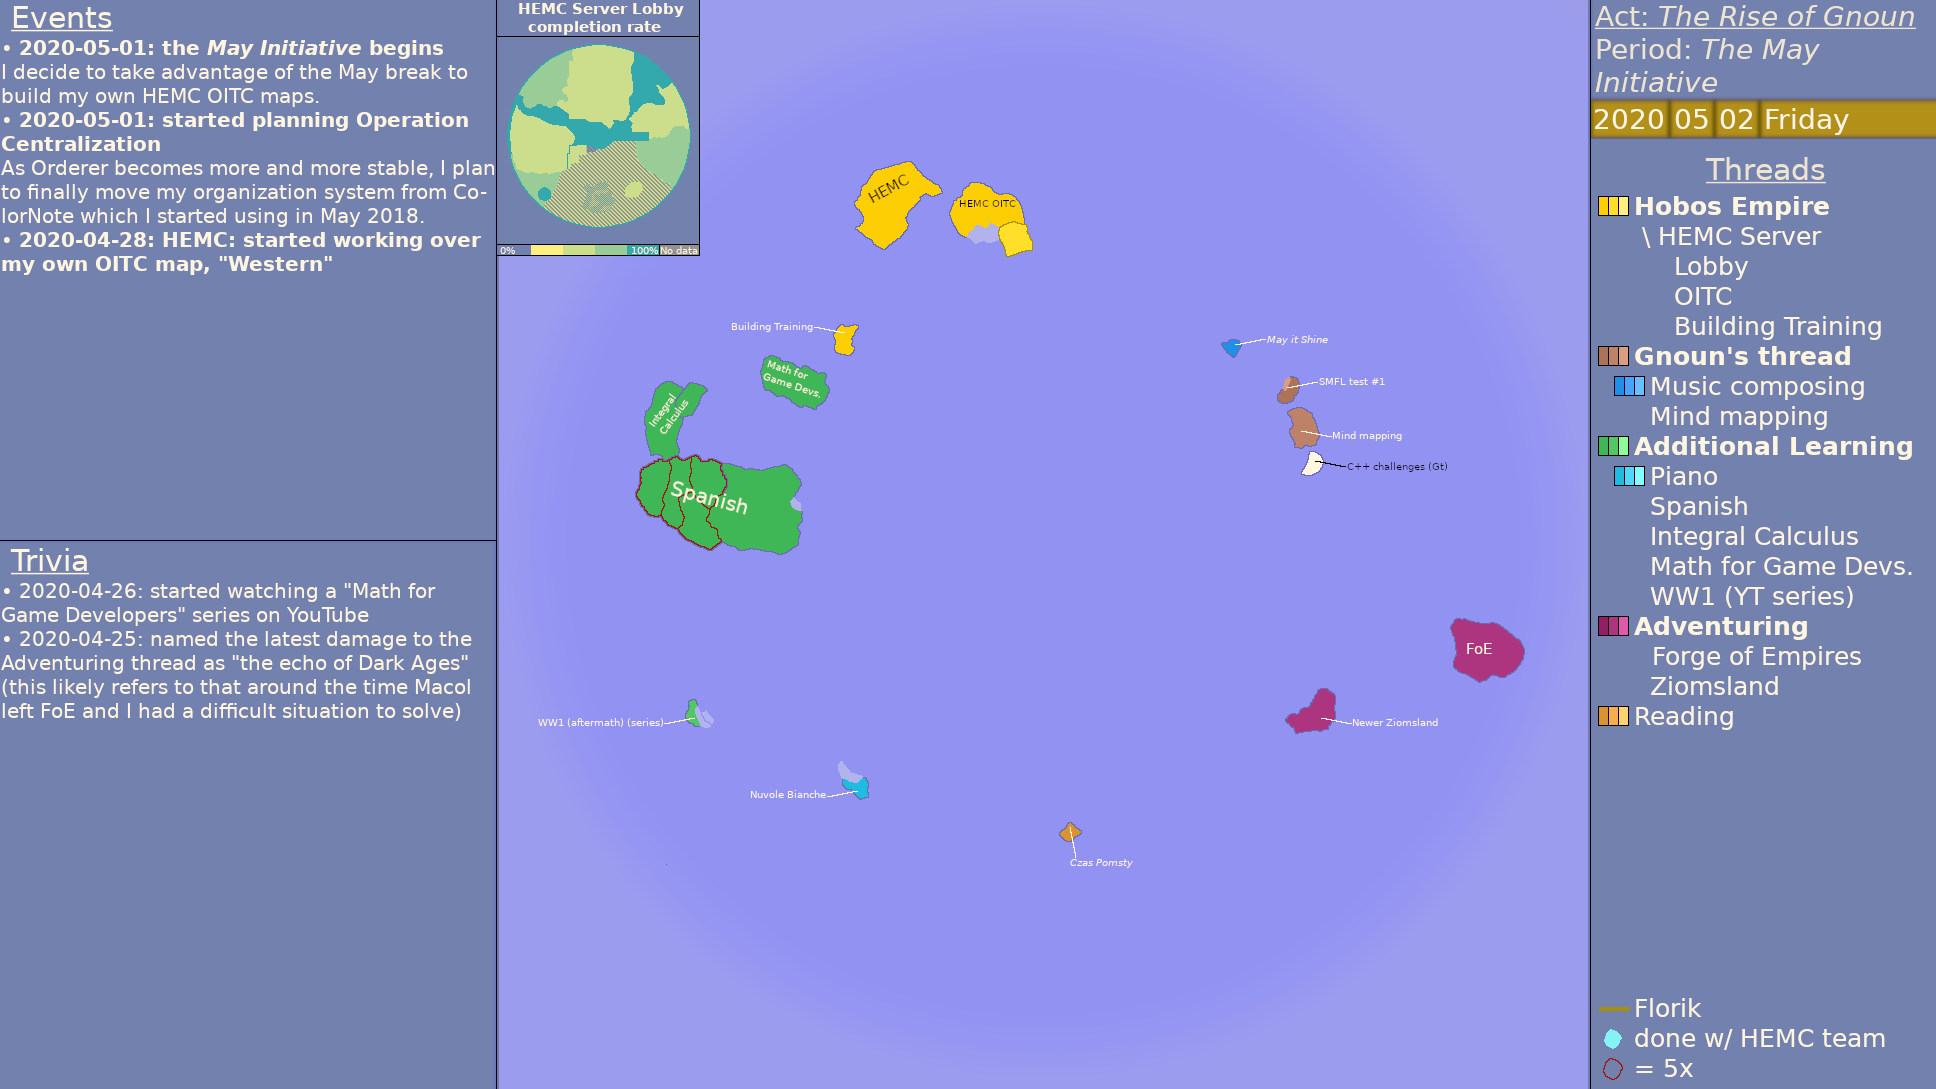 Events
• 2020-05-01: the May Initiative begins
I decide to take advantage of the May break to
build my own HEMC OITC maps.
• 2020-05-01: started planning Operation
Centralization
As Orderer becomes more and more stable, I plan
to finally move my organization system from Co-
lorNote which I started using in May 2018.
• 2020-04-28: HEMC: started working over
my own OITC map, "Western"
Trivia
• 2020-04-26: started watching a "Math for
Game Developers" series on YouTube
• 2020-04-25: named the latest damage to the
Adventuring thread as "the echo of Dark Ages"
(this likely refers to that around the time Macol
left FoE and I had a difficult situation to solve)
HEMC Server Lobby
completion rate
0%
100%
No data
HEMC
HEMC OITC
Building Training
Math for
Game Devs.
Integral
Calculus
Spanish
May it Shine
SMFL test #1
Mind mapping
C++ challenges (Gt)
FoE
Newer Ziomsland
WW1 (aftermath) (series)
Nuvole Bianche
Czas Pomsty
Act: The Rise of Gnoun
Period: The May
Initiative
2020 05 02 Friday
Threads
Hobos Empire
\ HEMC Server
Lobby
OITC
Building Training
Gnoun's thread
Music composing
Mind mapping
Additional Learning
Piano
Spanish
Integral Calculus
Math for Game Devs.
WW1 (YT series)
Adventuring
Forge of Empires
Ziomsland
Reading
Florik
done w/ HEMC team
= 5x